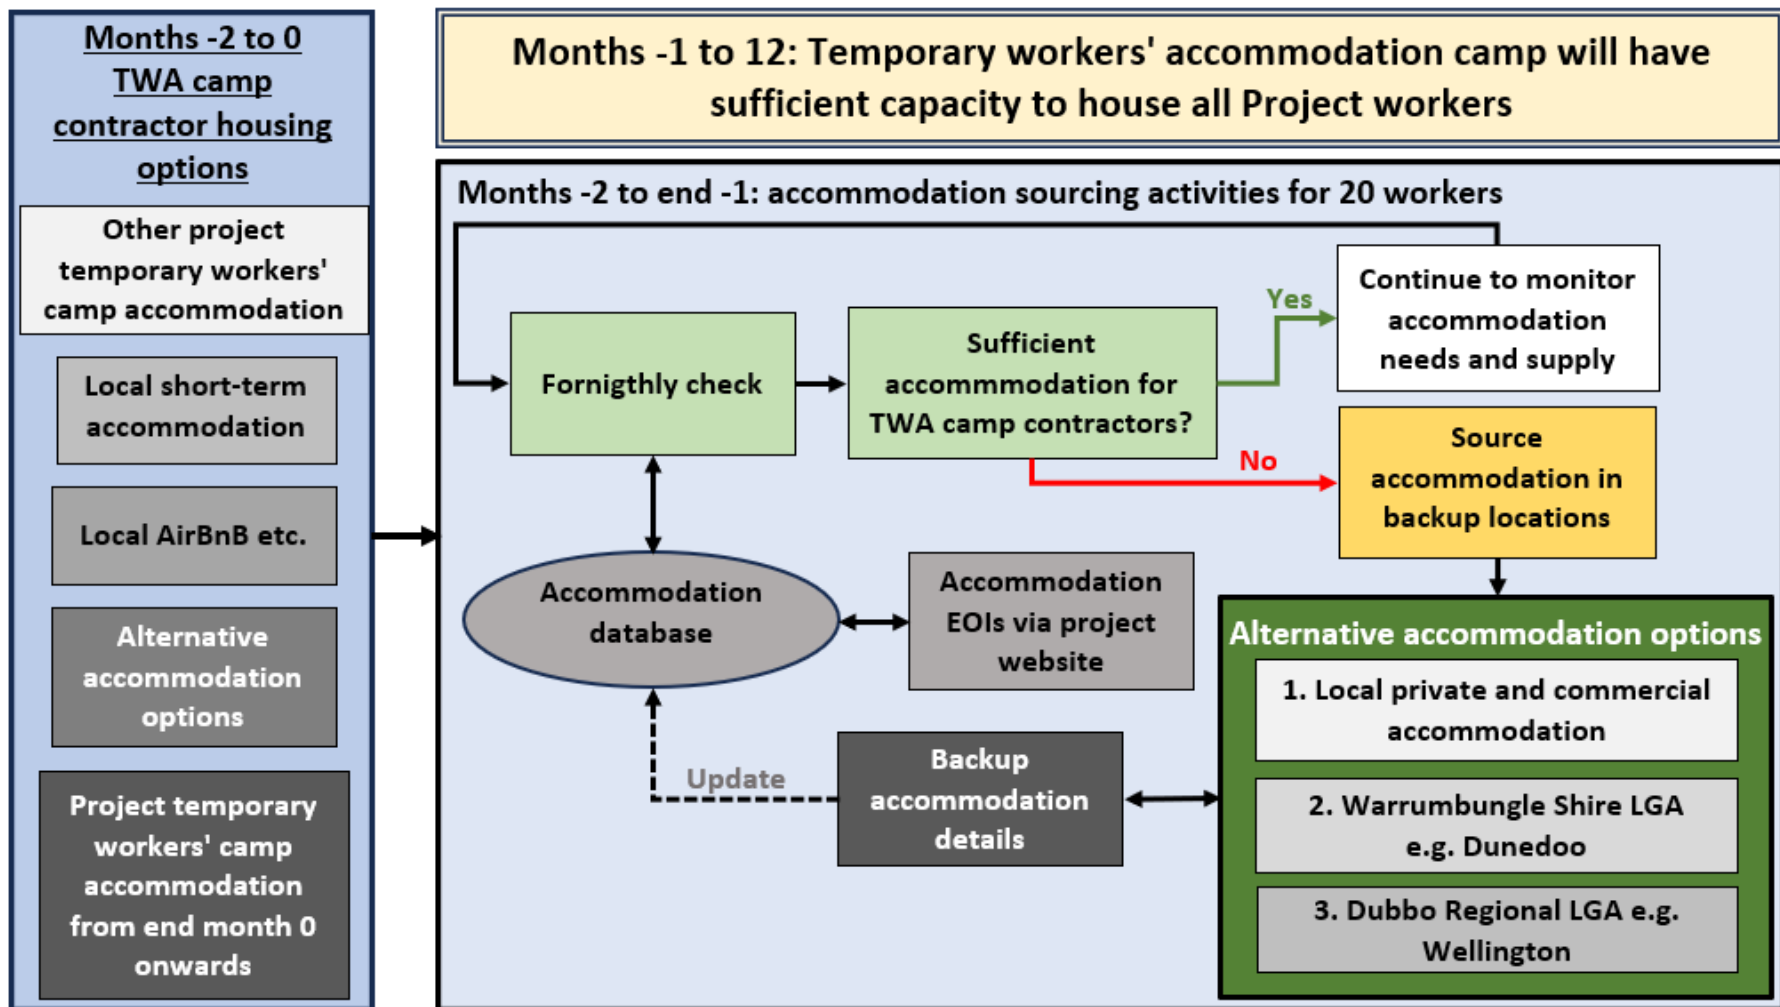 Months -2 to 0
TWA camp
contractor housing
options
Other project
temporary workers'
camp accommodation
Local short-term
accommodation
Local AirBnB etc.
Alternative
accommodation
options
Project temporary
workers' camp
accommodation
from end month 0
onwards
Months -1 to 12: Temporary workers' accommodation camp will have
sufficient capacity to house all Project workers
Months -2 to end -1: accommodation sourcing activities for 20 workers
Fornigthly check
Sufficient
accommmodation for
TWA camp contractors?
Yes
Continue to monitor
accommodation
needs and supply
No
Source
accommodation in
backup locations
Accommodation
database
Accommodation
EOIs via project
website
Update
Backup
accommodation
details
Alternative accommodation options
1. Local private and commercial
accommodation
2. Warrumbungle Shire LGA
e.g. Dunedoo
3. Dubbo Regional LGA e.g.
Wellington